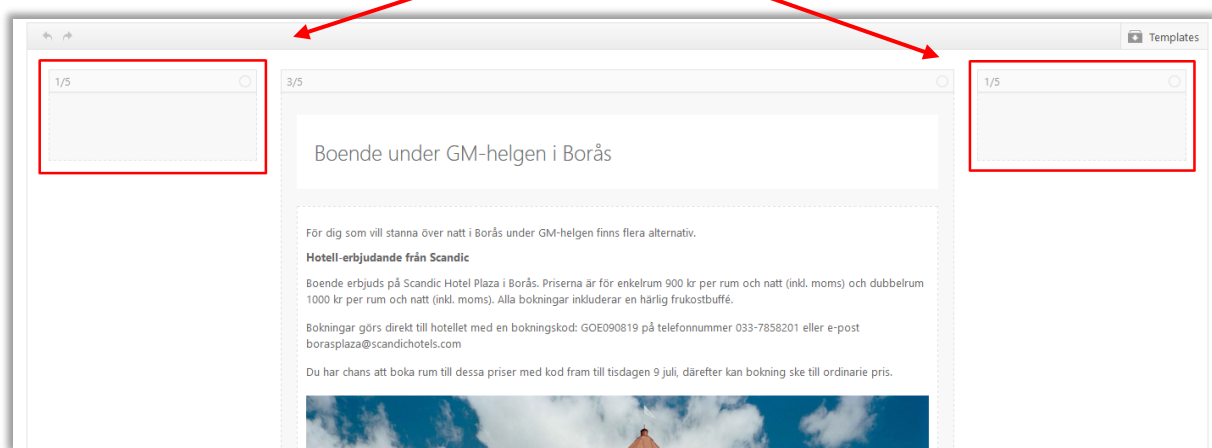 Templates
1/5
3/5
1/5
Boende under GM-helgen i Borås
För dig som vill stanna över natt i Borås under GM-helgen finns flera alternativ.
Hotell-erbjudande från Scandic
Boende erbjuds på Scandic Hotel Plaza i Borås. Priserna är för enkelrum 900 kr per rum och natt (inkl. moms) och dubbelrum
1000 kr per rum och natt (inkl. moms). Alla bokningar inkluderar en härlig frukostbuffé.
Bokningar görs direkt till hotellet med en bokningskod: GOE090819 på telefonnummer 033-7858201 eller e-post
borasplaza@scandichotels.com
Du har chans att boka rum till dessa priser med kod fram till tisdagen 9 juli, därefter kan bokning ske till ordinarie pris.